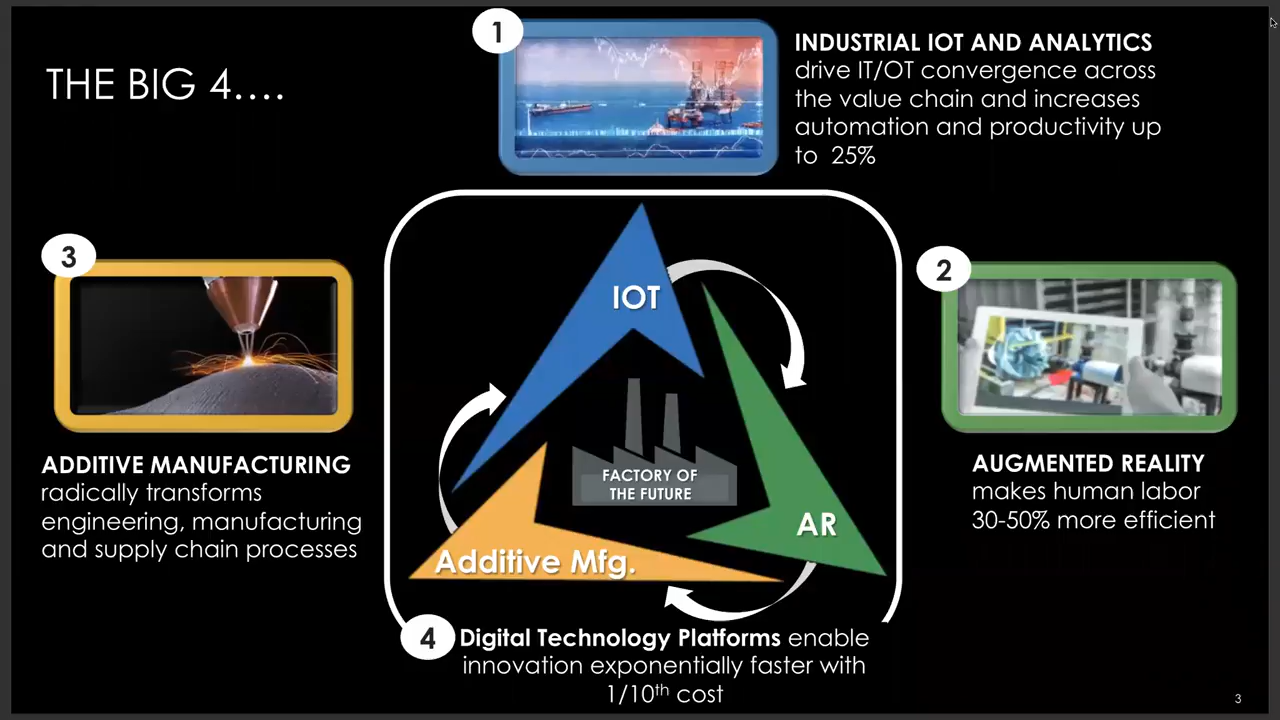 THE BIG 4....
1
INDUSTRIAL IOT AND ANALYTICS
drive IT/OT convergence across
the value chain and increases
automation and productivity up
to 25%
3
ADDITIVE MANUFACTURING
radically transforms
engineering, manufacturing
and supply chain processes
IOT
FACTORY OF
THE FUTURE
AR
Additive Mfg.
2
AUGMENTED REALITY
makes human labor
30-50% more efficient
4
Digital Technology Platforms enable
innovation exponentially faster with
1/10th cost
3